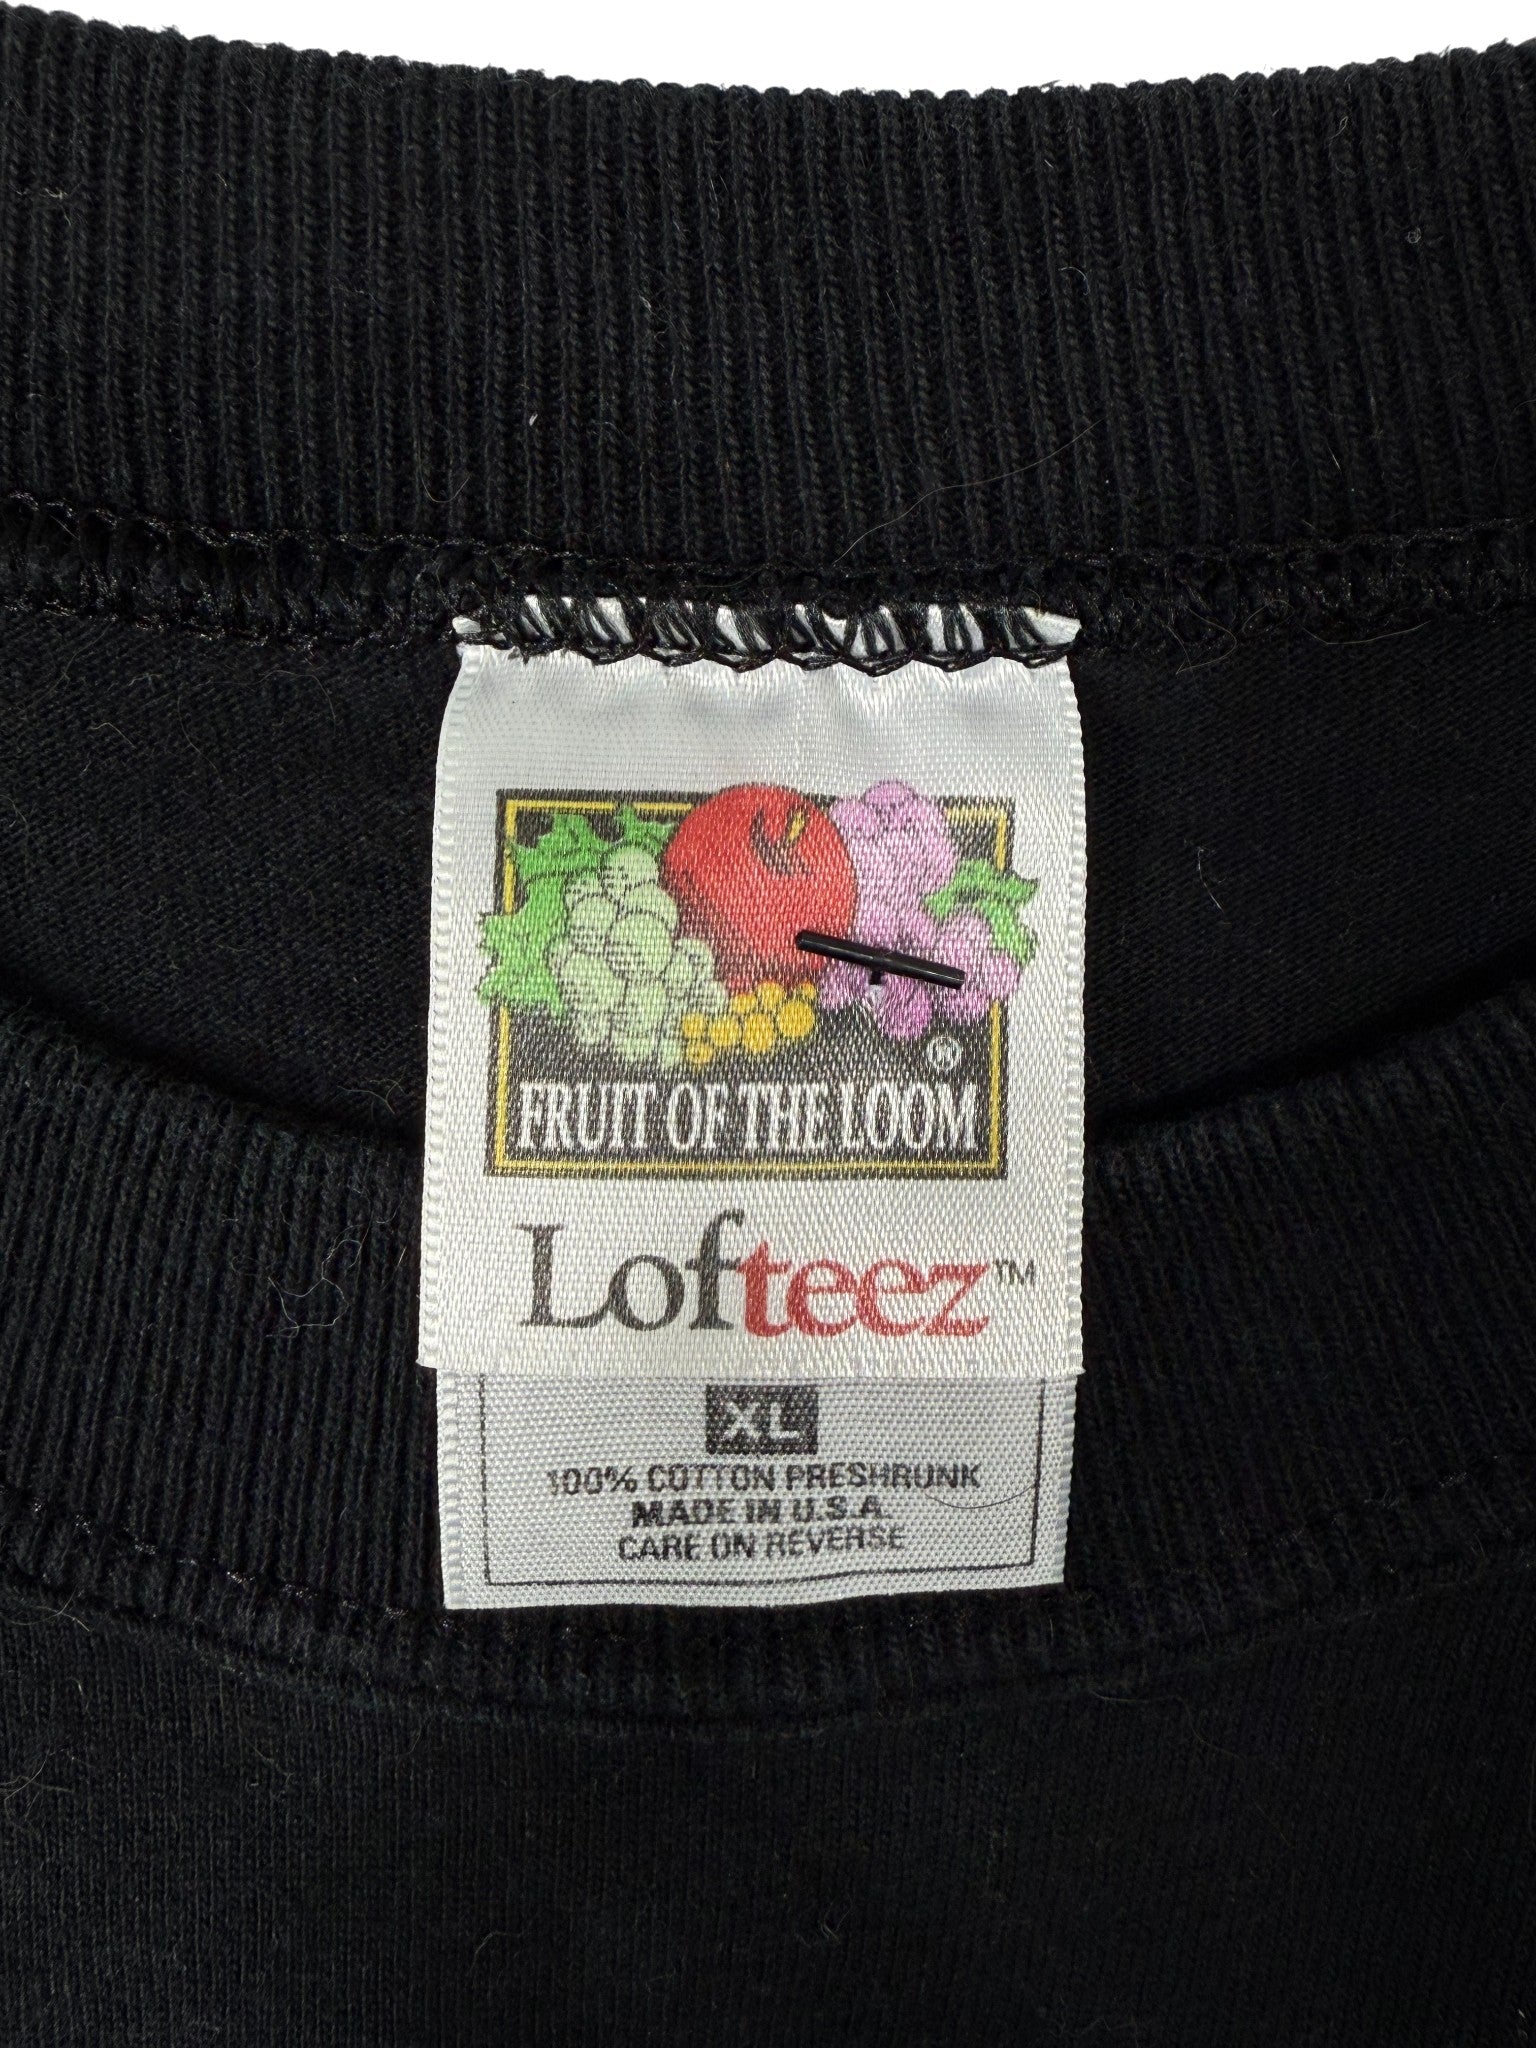 FRUIT OF THE LOOM
®
Lofteez™
XL
100% COTTON PRESHRUNK
MADE IN U.S.A.
CARE ON REVERSE